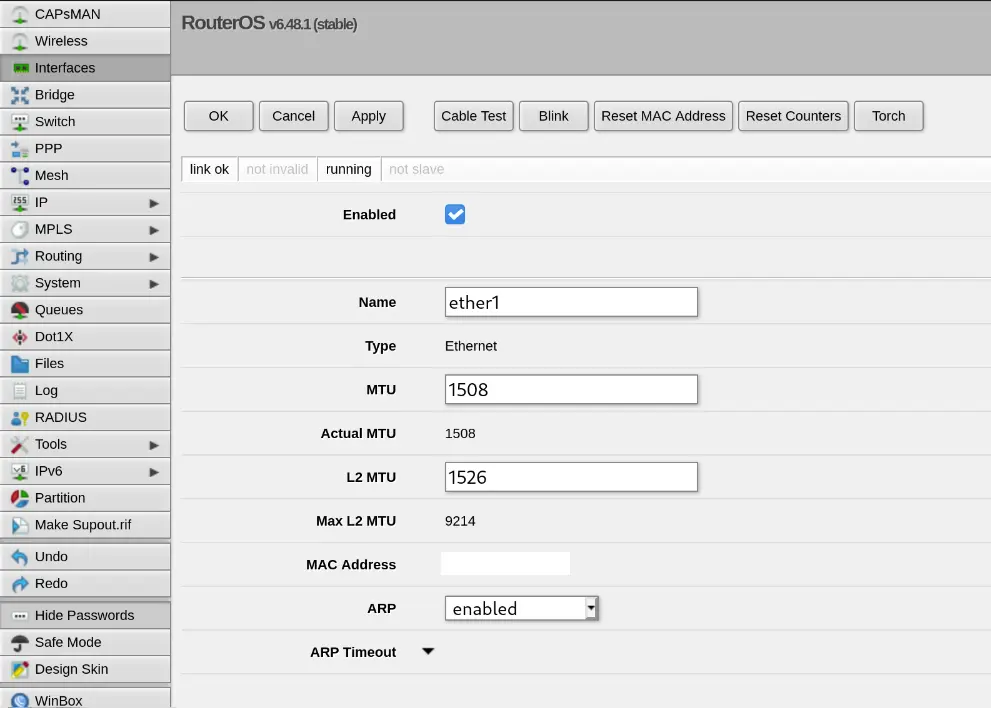 CAPsMAN
Wireless
Interfaces
Bridge
Switch
PPP
Mesh
255 IP
MPLS
Routing
System
Queues
Dot1X
Files
Log
RADIUS
Tools
v6 IPv6
Partition
Make Supout.rif
Undo
Redo
Hide Passwords
Safe Mode
Design Skin
WinBox
RouterOS v6.48.1 (stable)
OK Cancel Apply Cable Test Blink Reset MAC Address Reset Counters Torch
link ok not invalid running not slave
Enabled
Name ether1
Type Ethernet
MTU 1508
Actual MTU 1508
L2 MTU 1526
Max L2 MTU 9214
MAC Address
ARP enabled
ARP Timeout